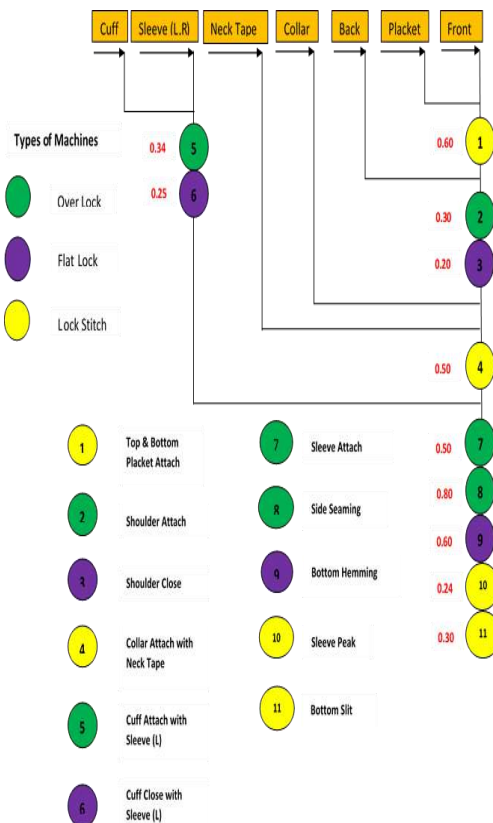 Cuff Sleeve (L.R) Neck Tape Collar Back Placket Front
Types of Machines
0.34 5
0.60 1
0.25 6
Over Lock
0.30 2
Flat Lock
0.20 3
Lock Stitch
0.50 4
1 Top & Bottom
Placket Attach
7 Sleeve Attach
0.50 7
2 Shoulder Attach
8 Side Seaming
0.80 8
3 Shoulder Close
9 Bottom Hemming
0.60 9
0.24 10
4 Collar Attach with
Neck Tape
10 Sleeve Peak
0.30 11
5 Cuff Attach with
Sleeve (L)
11 Bottom Slit
6 Cuff Close with
Sleeve (L)